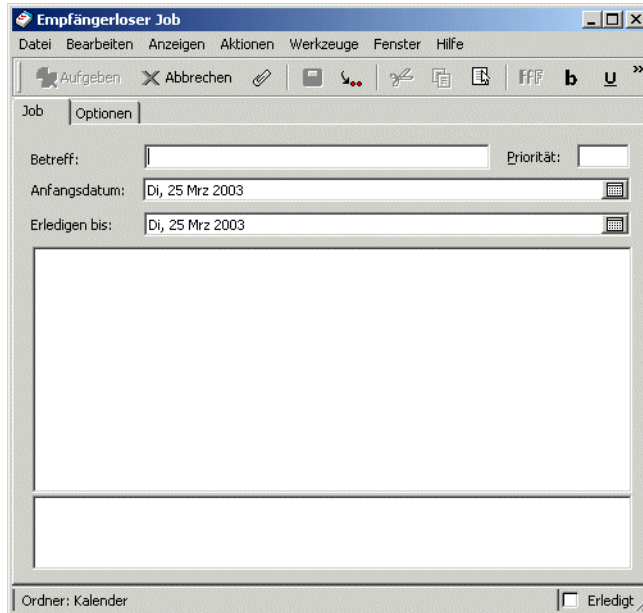 Empfängerloser Job
Datei Bearbeiten Anzeigen Aktionen Werkzeuge Fenster Hilfe
Aufgeben Abbrechen FfF b u »
Job Optionen
Betreff: Priorität:
Anfangsdatum: Di, 25 Mrz 2003
Erledigen bis: Di, 25 Mrz 2003
Ordner: Kalender Erledigt